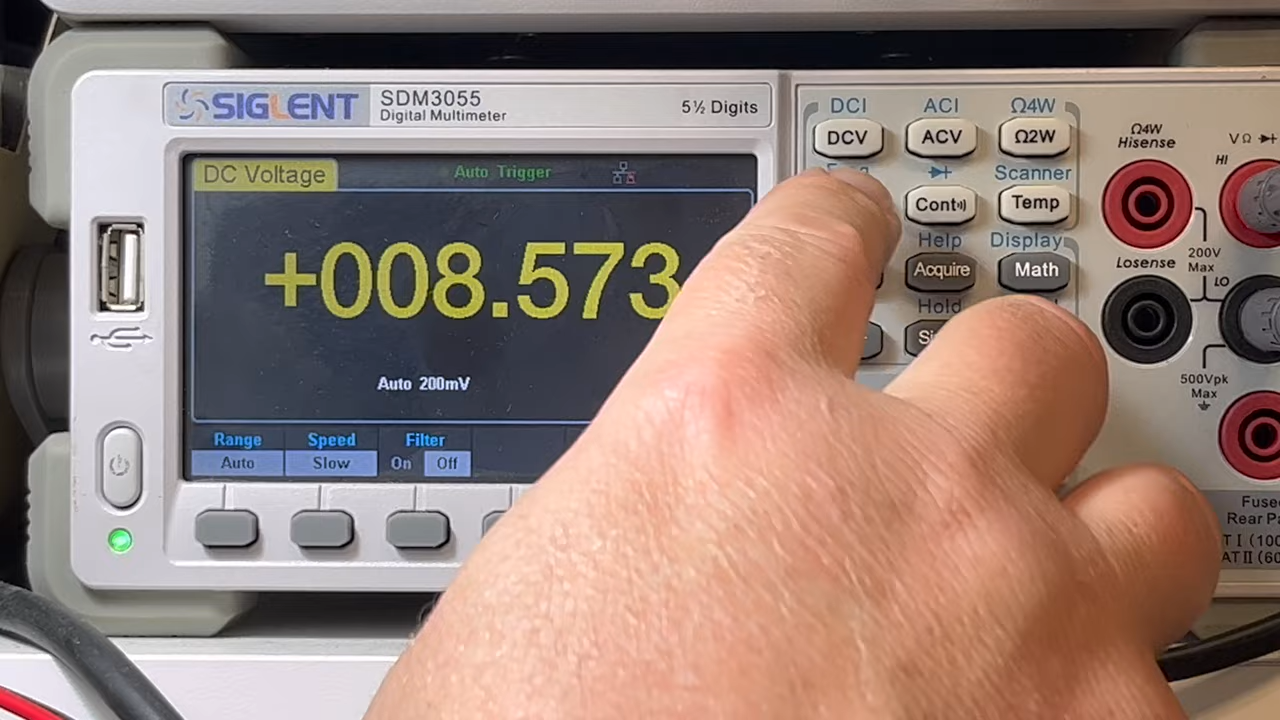 SIGLENT
SDM3055
Digital Multimeter
5½ Digits
DC Voltage
Auto Trigger
+008.573
Auto 200mV
Range
Speed
Filter
Auto
Slow
On
Off
DCI
ACI
Ω4W
DCV
ACV
Ω2W
Scanner
Cont
Temp
Help
Display
Acquire
Math
Hold
Ω4W
Hisense
VΩ
HI
Losense
200V
Max
LO
500Vpk
Max